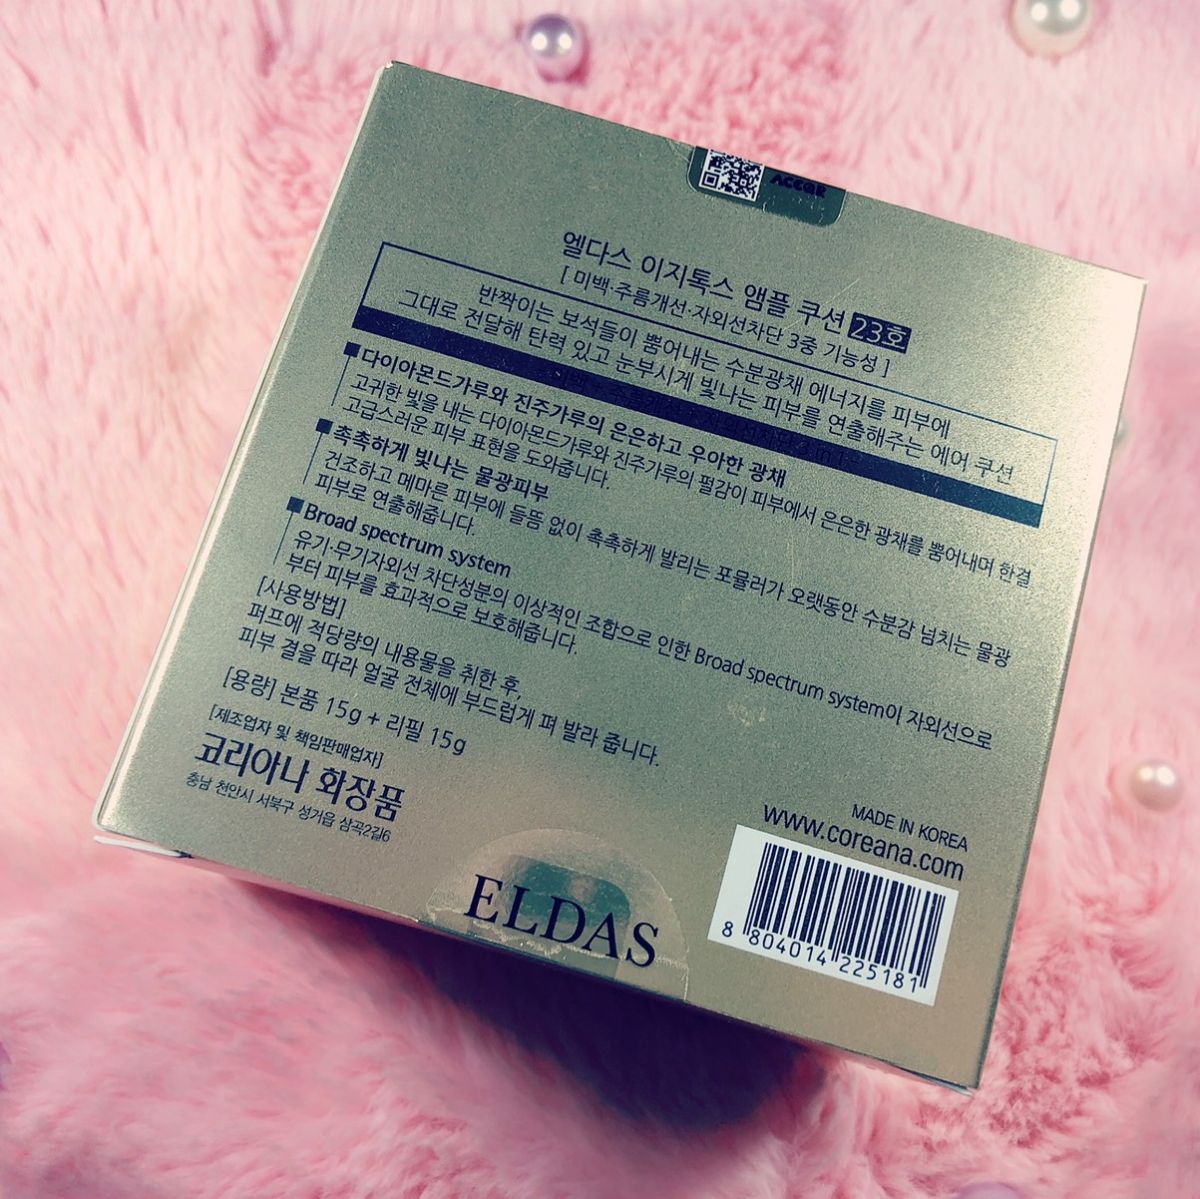 ACCQR
엘다스 이지톡스 앰플 쿠션 23호
[ 미백·주름개선·자외선차단 3중 기능성 ]
반짝이는 보석들이 뿜어내는 수분광채 에너지를 피부에
그대로 전달해 탄력 있고 눈부시게 빛나는 피부를 연출해주는 에어 쿠션
자외선차단 3 in 1
■ 다이아몬드가루와 진주가루의 은은하고 우아한 광채
고귀한 빛을 내는 다이아몬드가루와 진주가루의 펄감이 피부에서 은은한 광채를 뿜어내며 한결
고급스러운 피부 표현을 도와줍니다.
■ 촉촉하게 빛나는 물광피부
건조하고 메마른 피부에 들뜸 없이 촉촉하게 발리는 포뮬러가 오랫동안 수분감 넘치는 물광
피부로 연출해줍니다.
■ Broad spectrum system
유기·무기자외선 차단성분의 이상적인 조합으로 인한 Broad spectrum system이 자외선으로
부터 피부를 효과적으로 보호해줍니다.
[사용방법]
퍼프에 적당량의 내용물을 취한 후,
피부 결을 따라 얼굴 전체에 부드럽게 펴 발라 줍니다.
[용량] 본품 15g + 리필 15g
[제조업자 및 책임판매업자]
코리아나 화장품
충남 천안시 서북구 성거읍 삼곡2길6
MADE IN KOREA
www.coreana.com
8 804014 225181
ELDAS